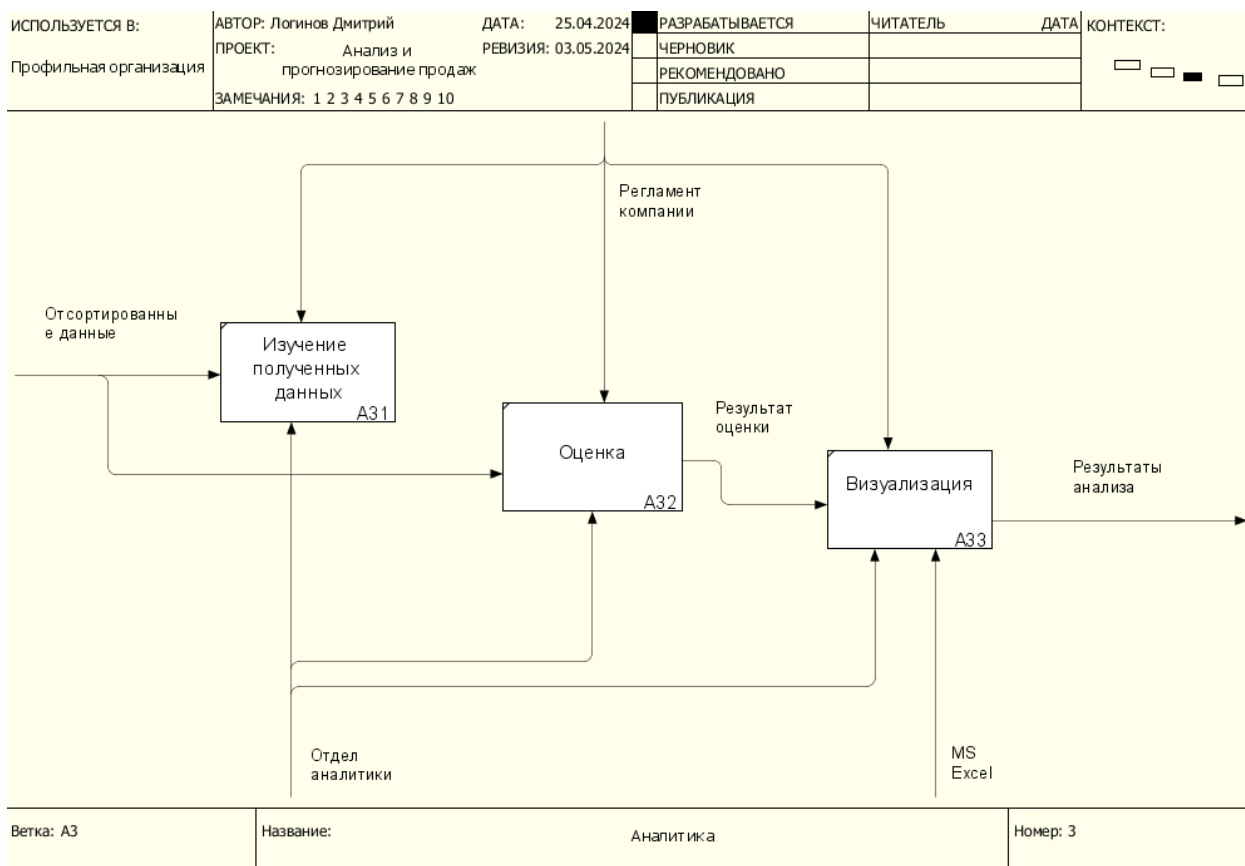 ИСПОЛЬЗУЕТСЯ В:
Профильная организация
АВТОР: Логинов Дмитрий
ДАТА: 25.04.2024
ПРОЕКТ: Анализ и
прогнозирование продаж
РЕВИЗИЯ: 03.05.2024
ЗАМЕЧАНИЯ: 1 2 3 4 5 6 7 8 9 10
РАЗРАБАТЫВАЕТСЯ
ЧЕРНОВИК
РЕКОМЕНДОВАНО
ПУБЛИКАЦИЯ
ЧИТАТЕЛЬ
ДАТА
КОНТЕКСТ:
Регламент
компании
Отсортированны
е данные
Изучение
полученных
данных
A31
Оценка
A32
Результат
оценки
Визуализация
A33
Результаты
анализа
Отдел
аналитики
MS
Excel
Ветка: A3
Название:
Аналитика
Номер: 3